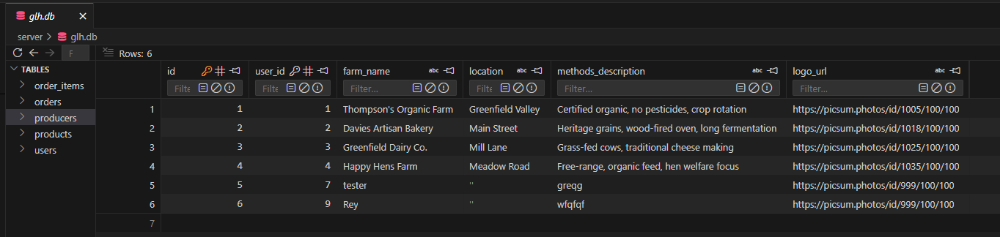 glh.db
server > glh.db
F Rows: 6
TABLES
order_items
orders
producers
products
users
id user_id farm_name location methods_description logo_url
Filte Filte Filter... Filter... Filter... Filter...
1 1 1 Thompson's Organic Farm Greenfield Valley Certified organic, no pesticides, crop rotation https://picsum.photos/id/1005/100/100
2 2 2 Davies Artisan Bakery Main Street Heritage grains, wood-fired oven, long fermentation https://picsum.photos/id/1018/100/100
3 3 3 Greenfield Dairy Co. Mill Lane Grass-fed cows, traditional cheese making https://picsum.photos/id/1025/100/100
4 4 4 Happy Hens Farm Meadow Road Free-range, organic feed, hen welfare focus https://picsum.photos/id/1035/100/100
5 5 7 tester '' greqg https://picsum.photos/id/999/100/100
6 6 9 Rey '' wfqfqf https://picsum.photos/id/999/100/100
7